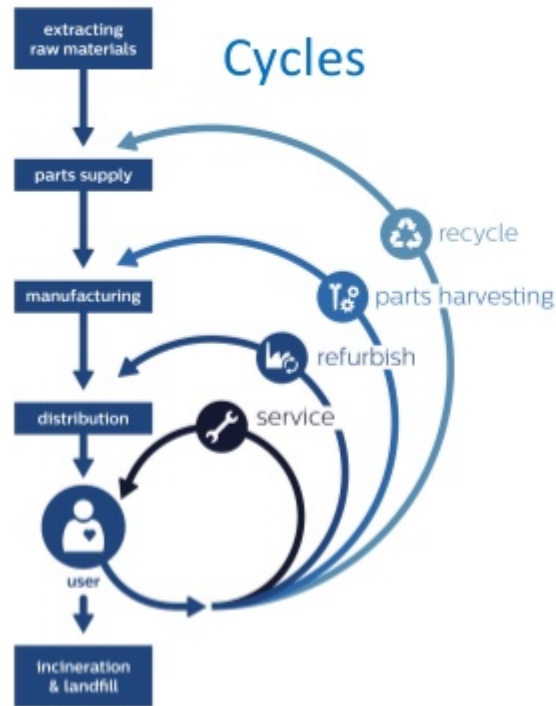 extracting
raw materials
Cycles
parts supply
recycle
manufacturing
parts harvesting
refurbish
distribution
service
user
incineration
& landfill